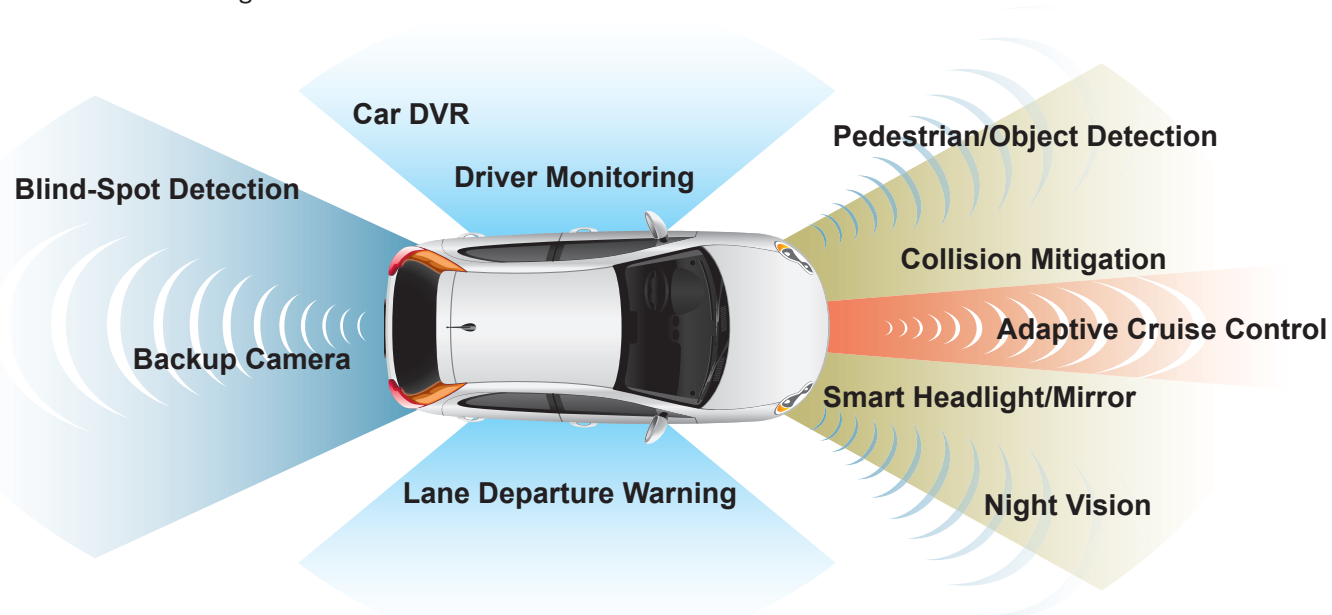 Car DVR
Pedestrian/Object Detection
Driver Monitoring
Blind-Spot Detection
Collision Mitigation
Adaptive Cruise Control
Backup Camera
Smart Headlight/Mirror
Lane Departure Warning
Night Vision